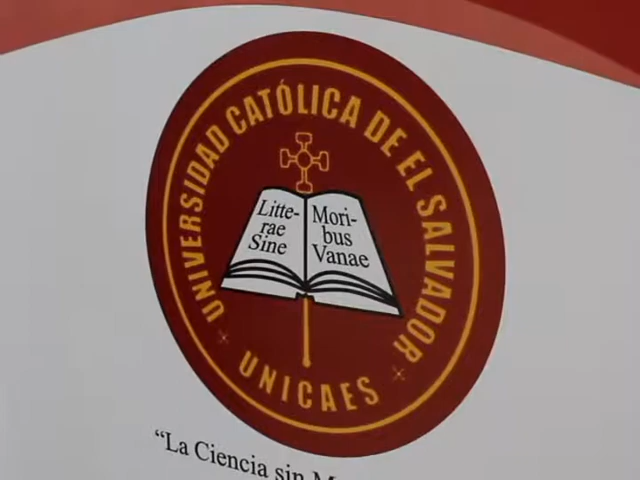 UNIVERSIDAD CATÓLICA DE EL SALVADOR
Litte-
rae
Sine
Mori-
bus
Vanae
UNICAES
“La Ciencia sin